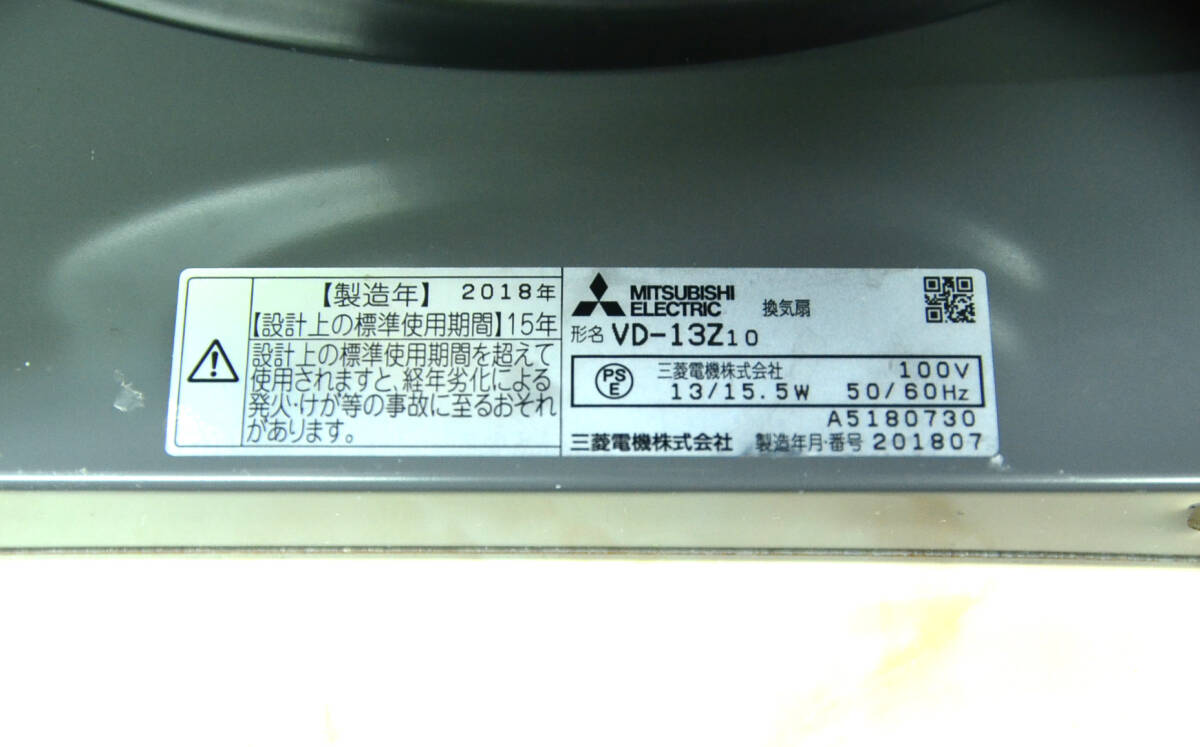 【製造年】 2018年
【設計上の標準使用期間】15年
設計上の標準使用期間を超えて
使用されますと、経年劣化による
発火・けが等の事故に至るおそれ
があります。
MITSUBISHI
ELECTRIC
換気扇
形名 VD-13Z10
PS
E
三菱電機株式会社 100V
13/15.5W 50/60Hz
A5180730
三菱電機株式会社 製造年月・番号 201807